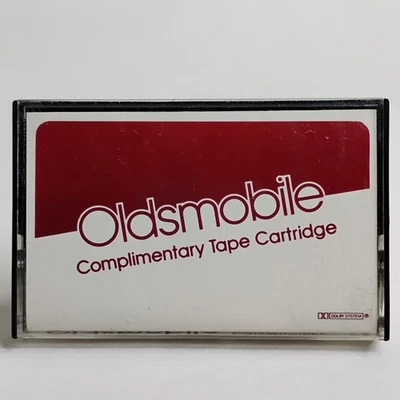 Oldsmobile
Complimentary Tape Cartridge
DOLBY SYSTEM ®